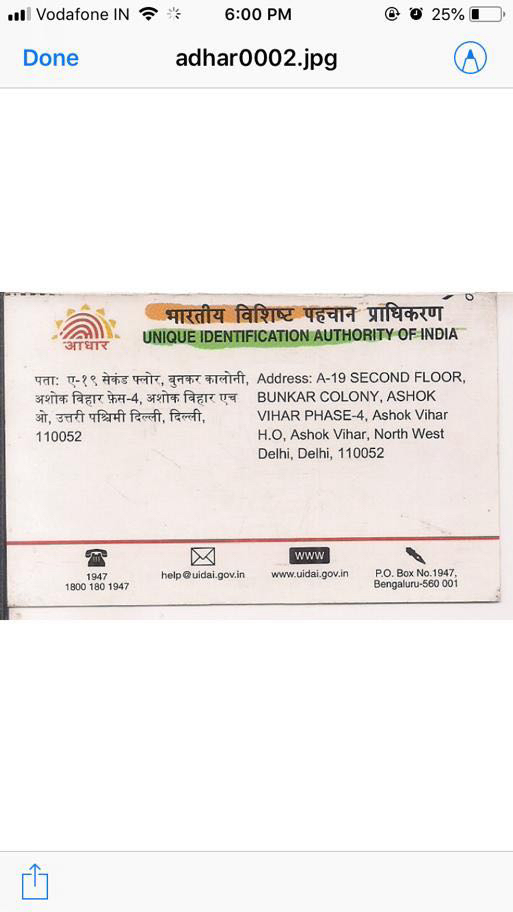 Vodafone IN 6:00 PM 25%
Done adhar0002.jpg
भारतीय विशिष्ट पहचान प्राधिकरण
UNIQUE IDENTIFICATION AUTHORITY OF INDIA
आधार
पता: ए-१९ सेकंड फ्लोर, बुनकर कालोनी,
अशोक विहार फ़ेस-4, अशोक विहार एच
ओ, उत्तरी पश्चिमी दिल्ली, दिल्ली,
110052
Address: A-19 SECOND FLOOR,
BUNKAR COLONY, ASHOK
VIHAR PHASE-4, Ashok Vihar
H.O, Ashok Vihar, North West
Delhi, Delhi, 110052
1947
1800 180 1947
help@uidai.gov.in
www
www.uidai.gov.in
P.O. Box No.1947,
Bengaluru-560 001